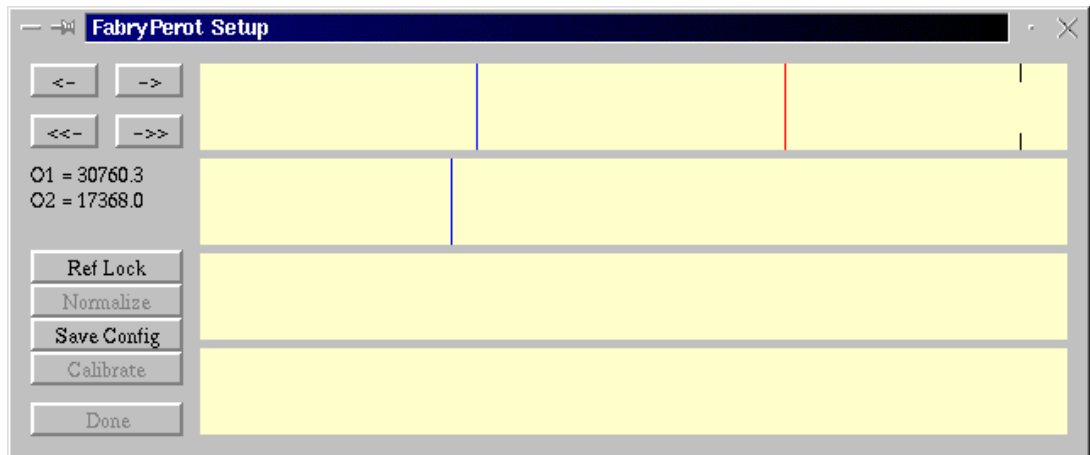 FabryPerot Setup
<- ->
<<- ->>
O1 = 30760.3
O2 = 17368.0
Ref Lock
Normalize
Save Config
Calibrate
Done